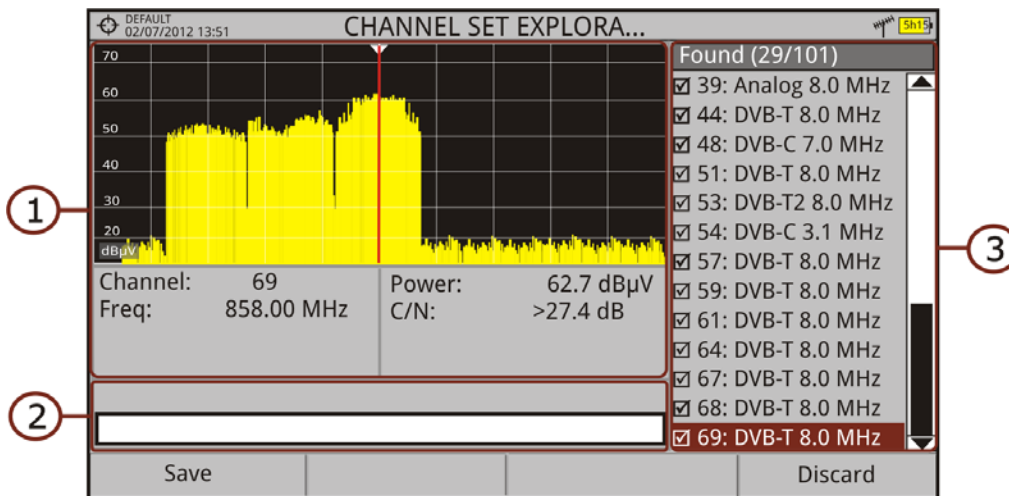 DEFAULT
02/07/2012 13:51
CHANNEL SET EXPLORA...
5h15
70
60
50
40
30
20
dBµV
Channel: 69
Freq: 858.00 MHz
Power: 62.7 dBµV
C/N: >27.4 dB
Found (29/101)
39: Analog 8.0 MHz
44: DVB-T 8.0 MHz
48: DVB-C 7.0 MHz
51: DVB-T 8.0 MHz
53: DVB-T2 8.0 MHz
54: DVB-C 3.1 MHz
57: DVB-T 8.0 MHz
59: DVB-T 8.0 MHz
61: DVB-T 8.0 MHz
64: DVB-T 8.0 MHz
67: DVB-T 8.0 MHz
68: DVB-T 8.0 MHz
69: DVB-T 8.0 MHz
Save
Discard
1
2
3